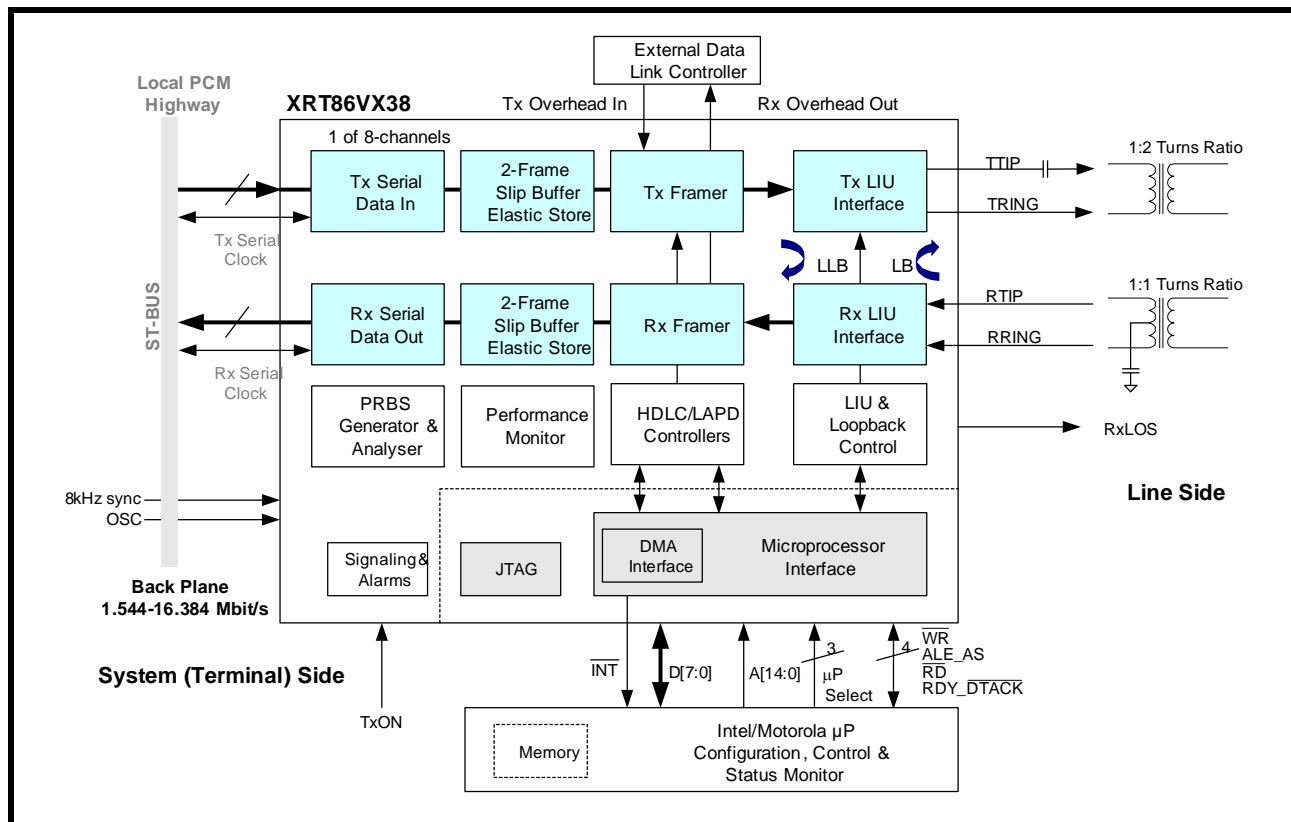 External Data
Link Controller
Local PCM
Highway
XRT86VX38
Tx Overhead In
Rx Overhead Out
1 of 8-channels
Tx Serial
Data In
2-Frame
Slip Buffer
Elastic Store
Tx Framer
Tx LIU
Interface
TTIP
TRING
1:2 Turns Ratio
Tx Serial
Clock
LLB
LB
ST-BUS
Rx Serial
Data Out
2-Frame
Slip Buffer
Elastic Store
Rx Framer
Rx LIU
Interface
RTIP
RRING
1:1 Turns Ratio
Rx Serial
Clock
PRBS
Generator &
Analyser
Performance
Monitor
HDLC/LAPD
Controllers
LIU &
Loopback
Control
RxLOS
8kHz sync
OSC
Line Side
Signaling &
Alarms
JTAG
DMA
Interface
Microprocessor
Interface
Back Plane
1.544-16.384 Mbit/s
System (Terminal) Side
TxON
INT
D[7:0]
A[14:0]
3
µP
Select
4
WR
ALE_AS
RD
RDY_DTACK
Memory
Intel/Motorola µP
Configuration, Control &
Status Monitor